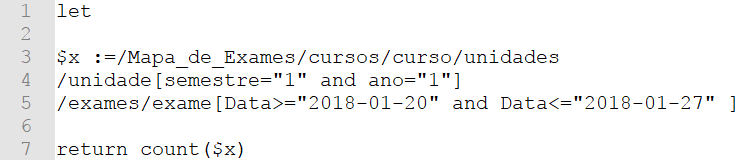 1 let
2
3 $x :=/Mapa_de_Exames/cursos/curso/unidades
4 /unidade[semestre="1" and ano="1"]
5 /exames/exame[Data>="2018-01-20" and Data<="2018-01-27" ]
6
7 return count($x)